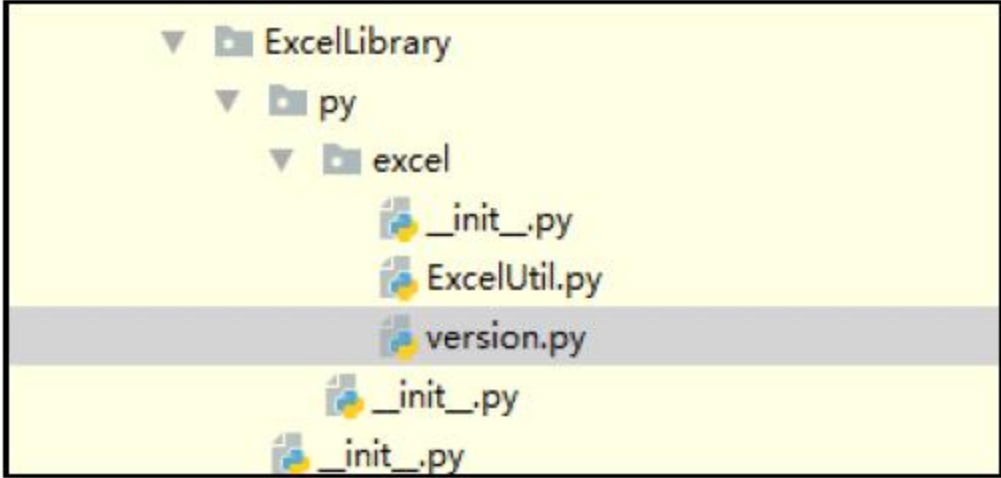 ExcelLibrary
py
excel
__init__.py
ExcelUtil.py
version.py
__init__.py
__init__.py